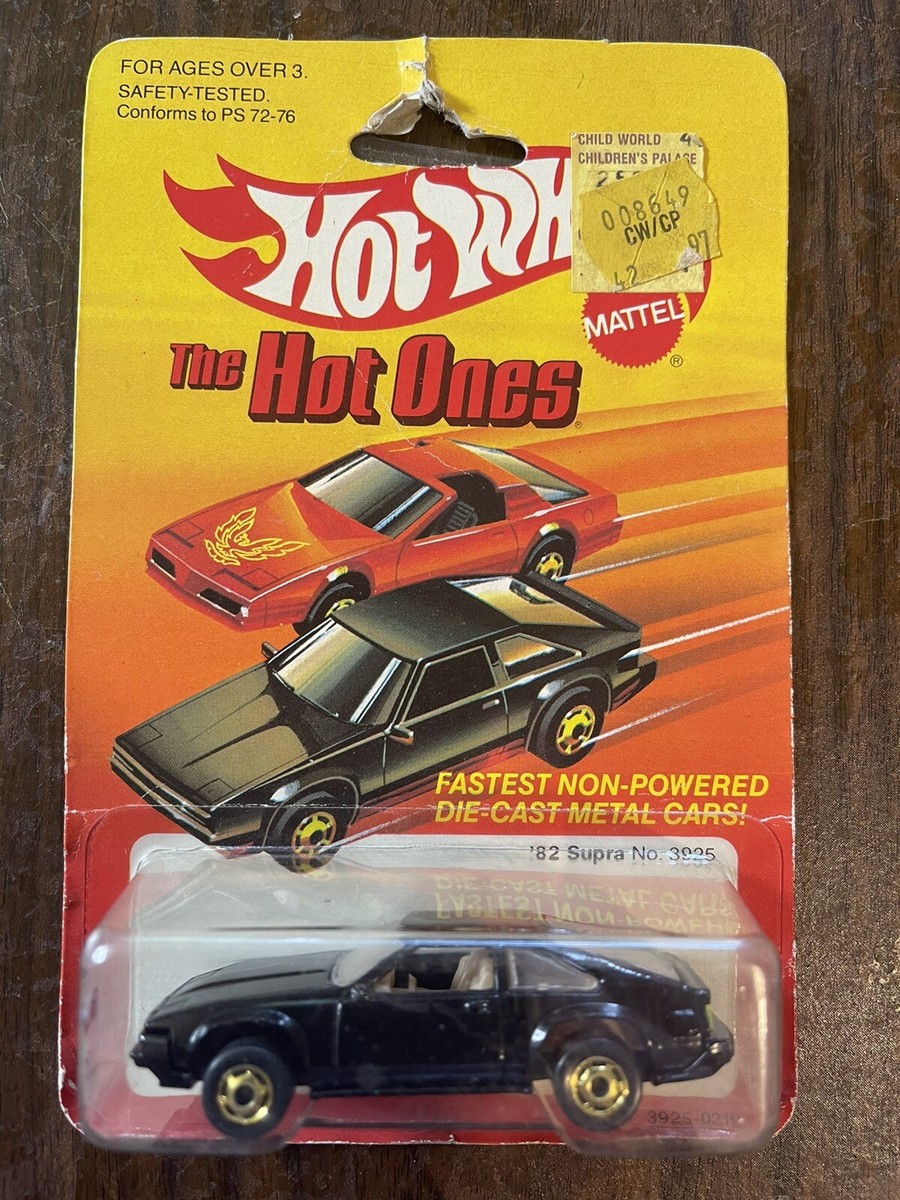 FOR AGES OVER 3.
SAFETY-TESTED.
Conforms to PS 72-76
CHILD WORLD
CHILDREN'S PALACE
008649
CW/CP
97
Hot Wh
MATTEL
®
The Hot Ones
®
FASTEST NON-POWERED
DIE-CAST METAL CARS!
'82 Supra No. 3925